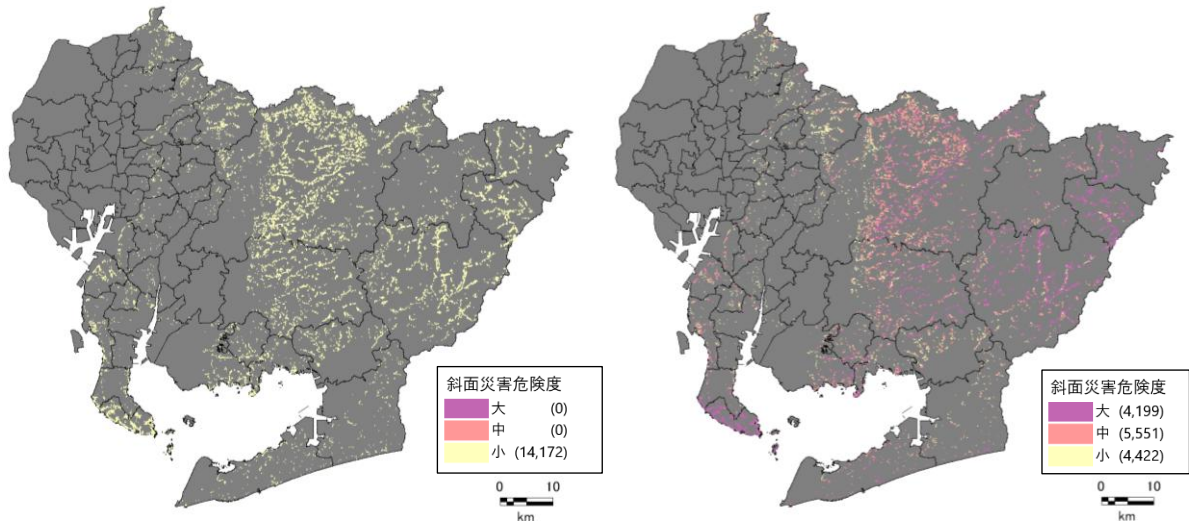 斜面災害危険度
大 (0)
中 (0)
小 (14,172)
0 10
km
斜面災害危険度
大 (4,199)
中 (5,551)
小 (4,422)
0 10
km